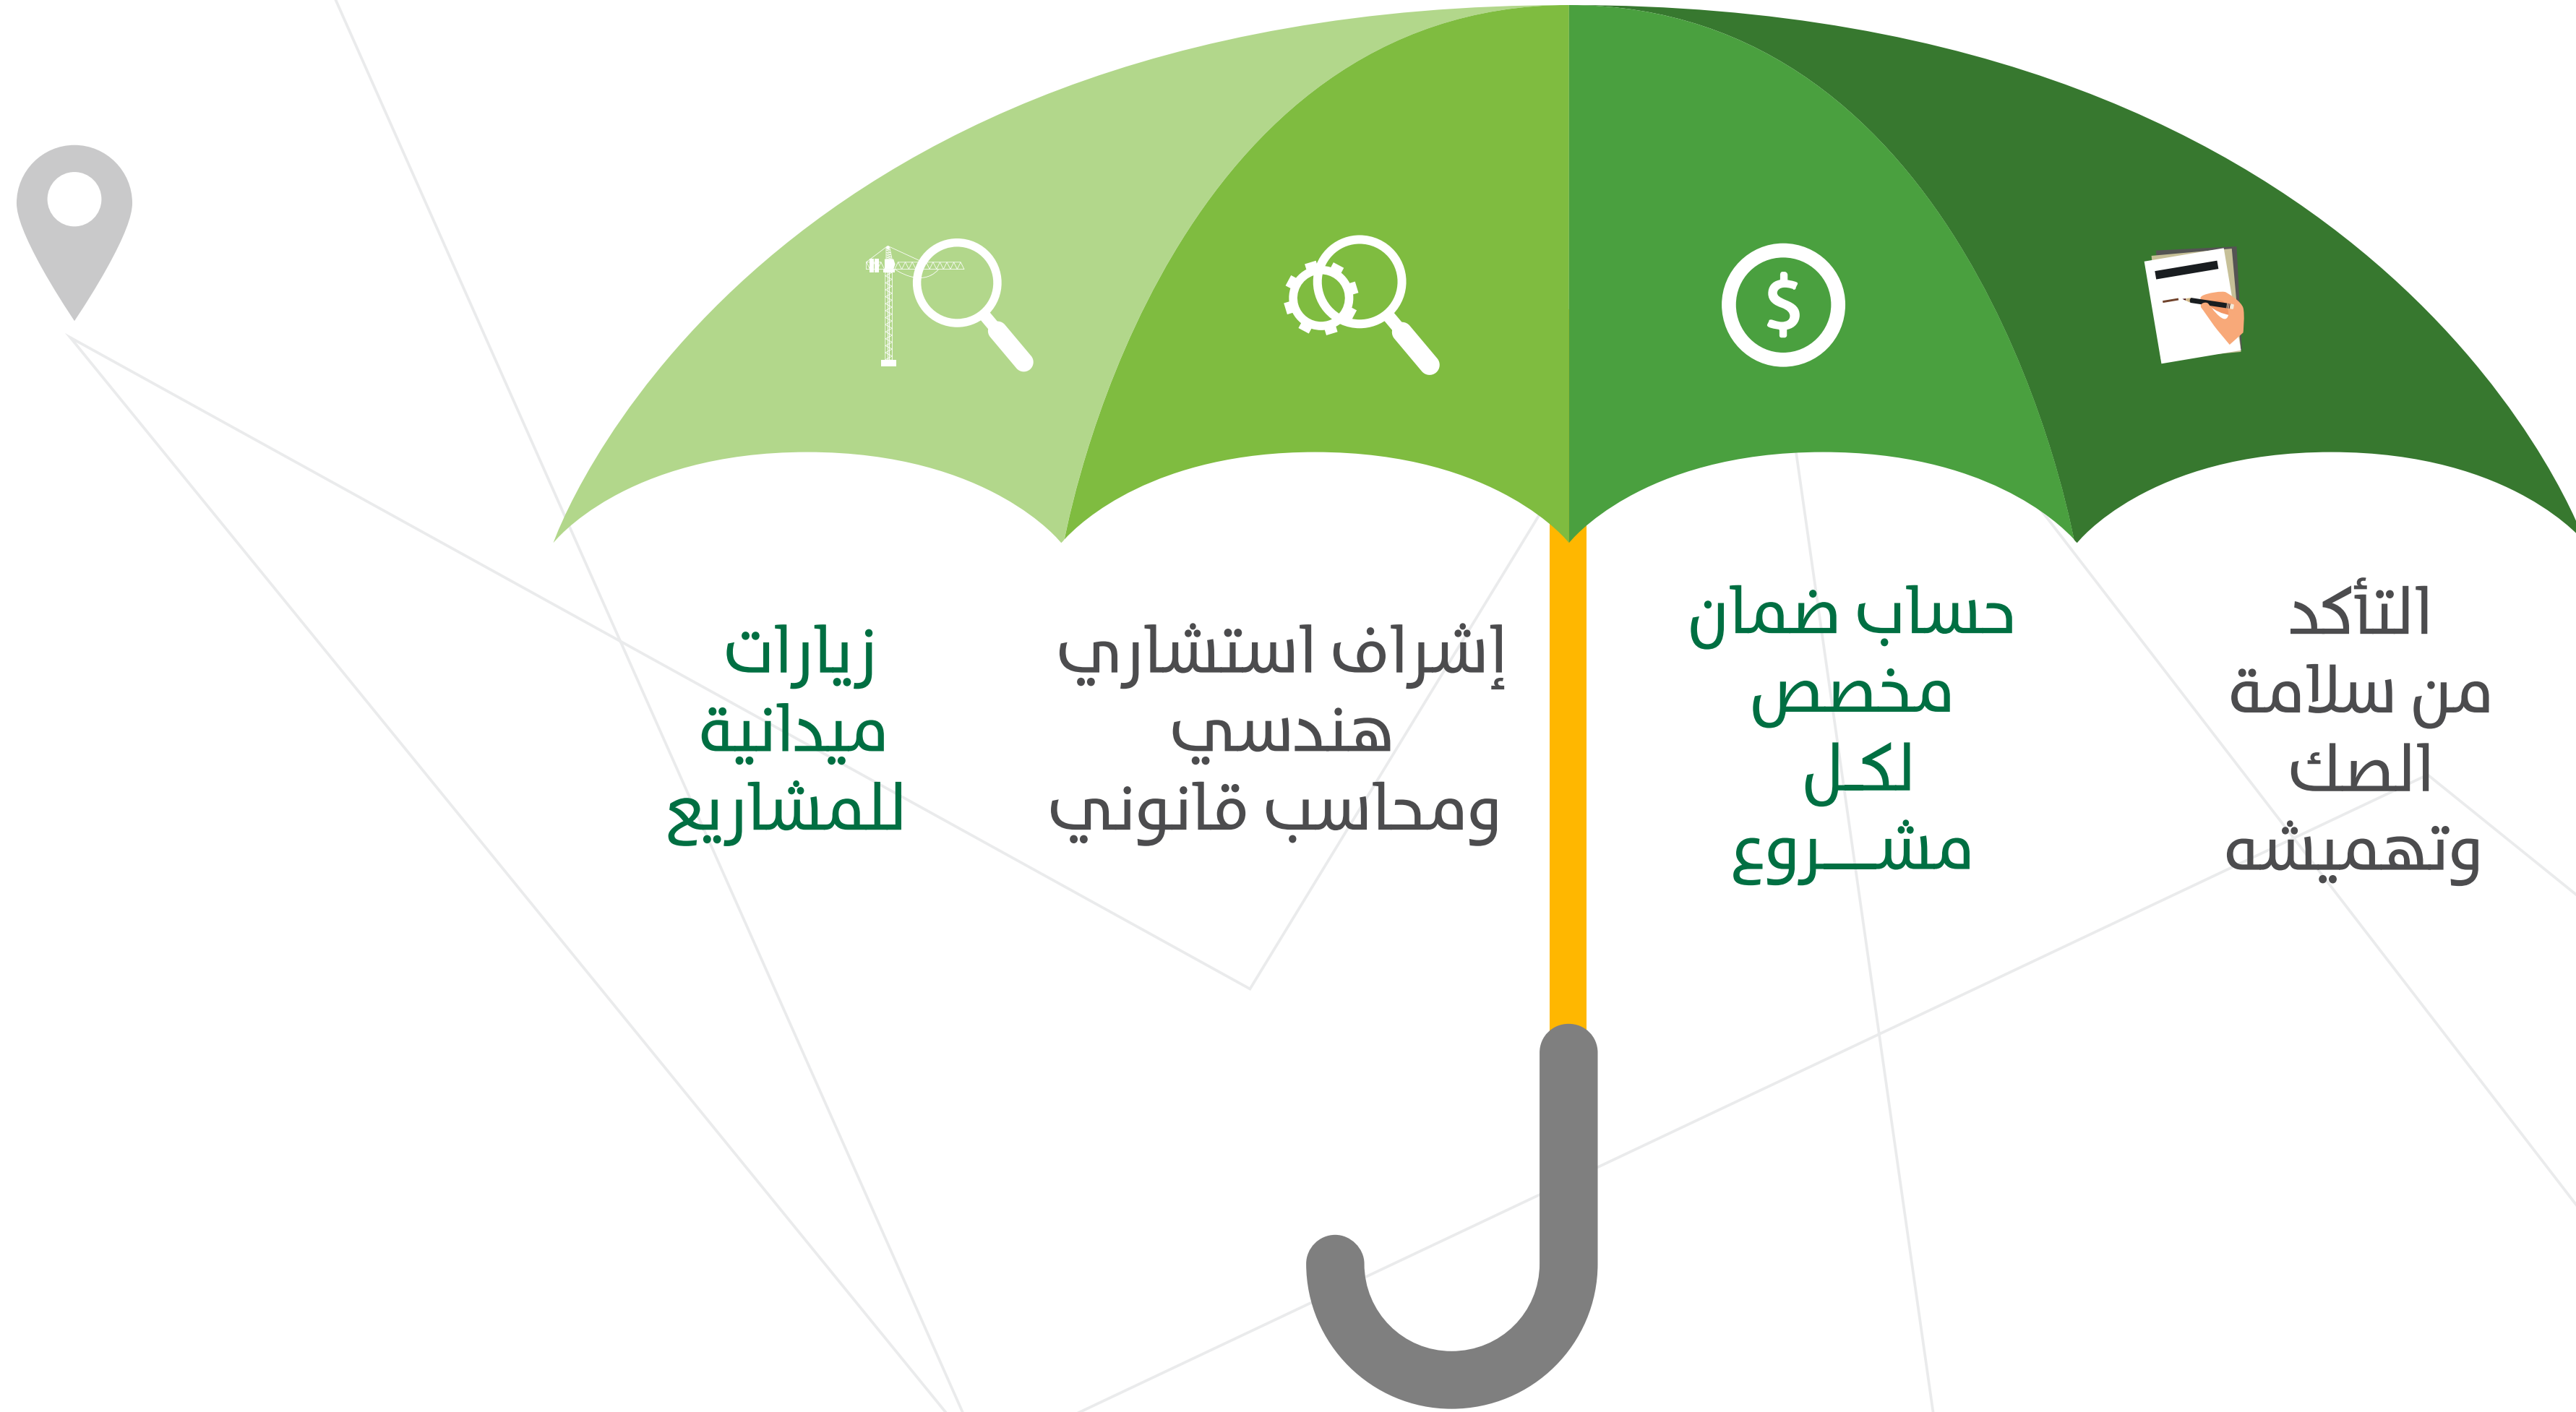 التأكد
من سلامة
الصك
وتهميشه
حساب ضمان
مخصص
لكل
مشـــروع
إشراف استشاري
هندسي
ومحاسب قانوني
زيارات
ميدانية
للمشاريع